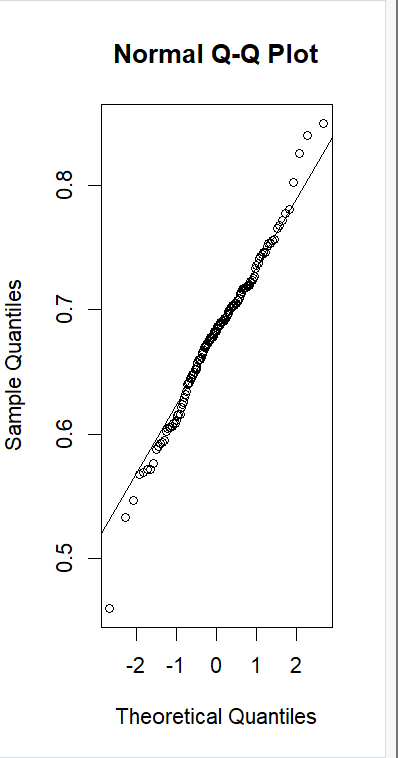 Normal Q-Q Plot
Sample Quantiles
0.8
0.7
0.6
0.5
-2 -1 0 1 2
Theoretical Quantiles